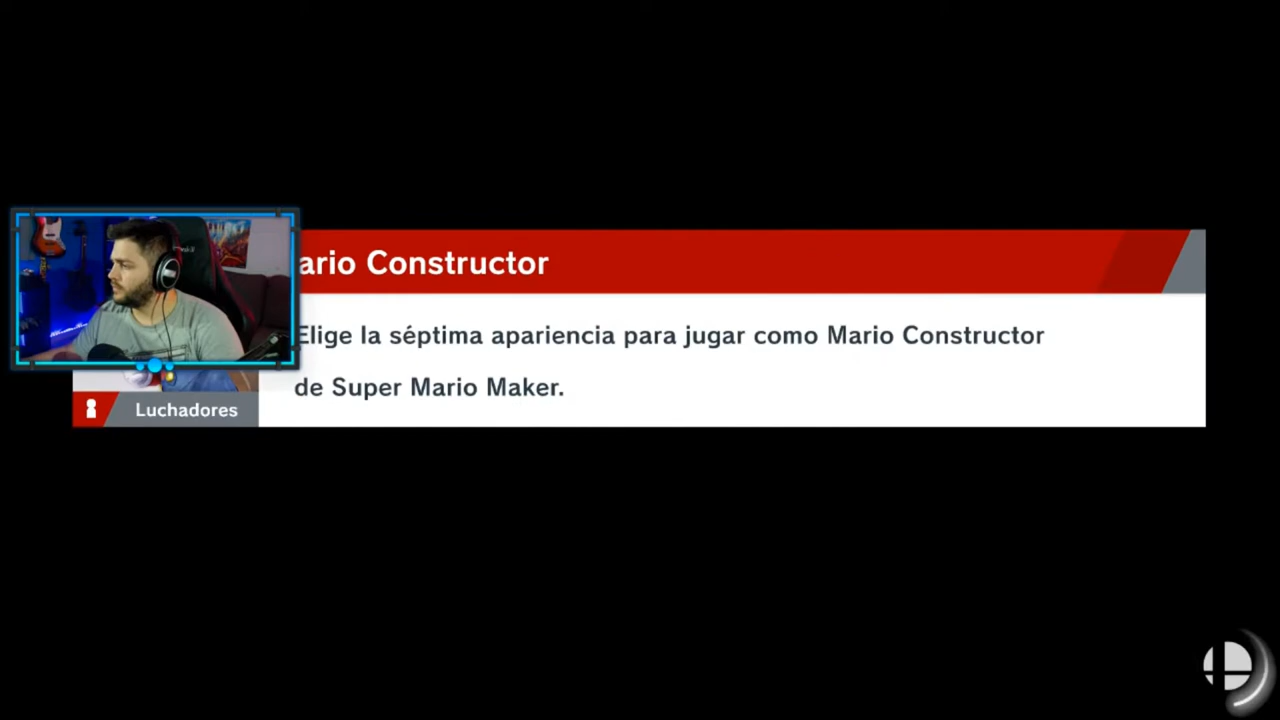 ario Constructor
Elige la séptima apariencia para jugar como Mario Constructor
de Super Mario Maker.
Luchadores